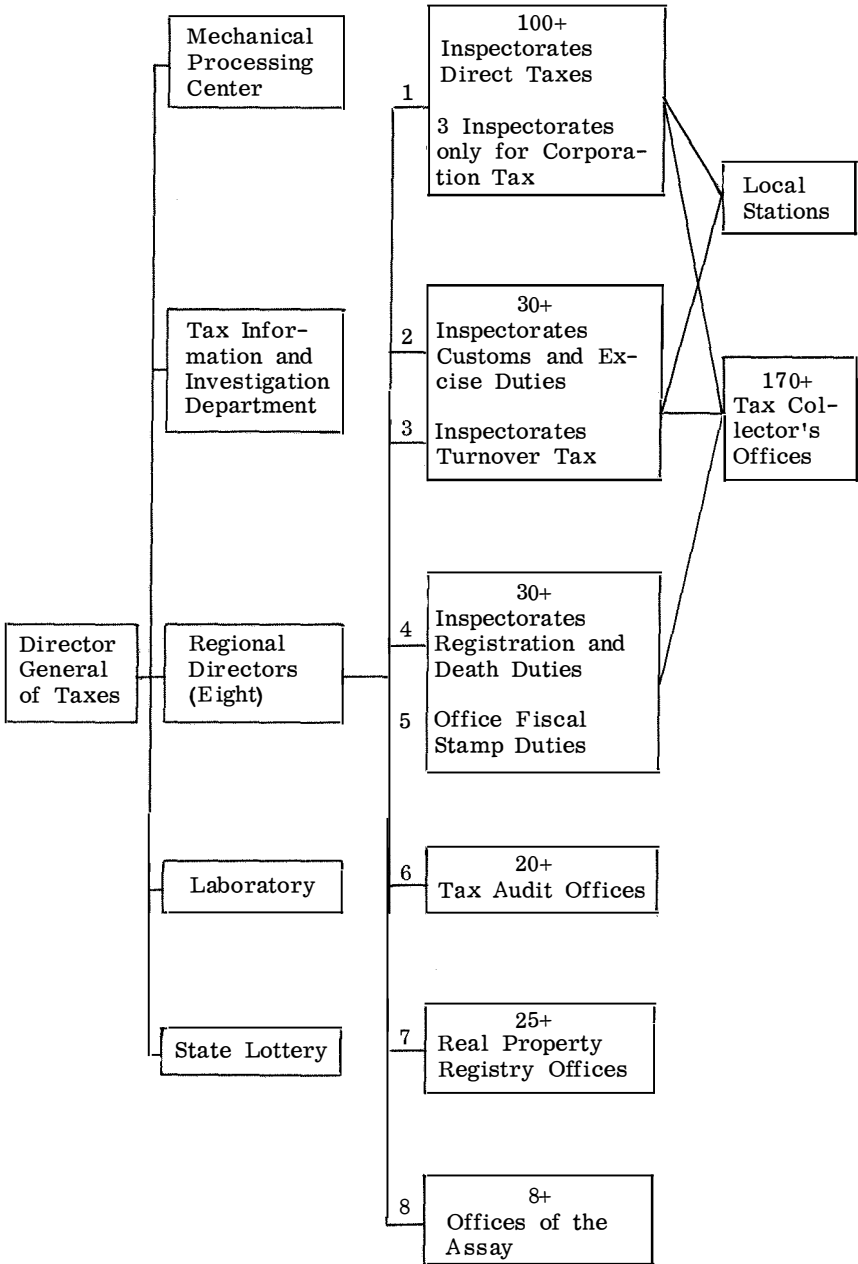 Mechanical
Processing
Center
Tax Infor-
mation and
Investigation
Department
Director
General
of Taxes
Regional
Directors
(Eight)
Laboratory
State Lottery
1
100+
Inspectorates
Direct Taxes
3 Inspectorates
only for Corpora-
tion Tax
2
30+
Inspectorates
Customs and Ex-
cise Duties
3
Inspectorates
Turnover Tax
4
30+
Inspectorates
Registration and
Death Duties
5
Office Fiscal
Stamp Duties
6
20+
Tax Audit Offices
7
25+
Real Property
Registry Offices
8
8+
Offices of the
Assay
Local
Stations
170+
Tax Col-
lector's
Offices